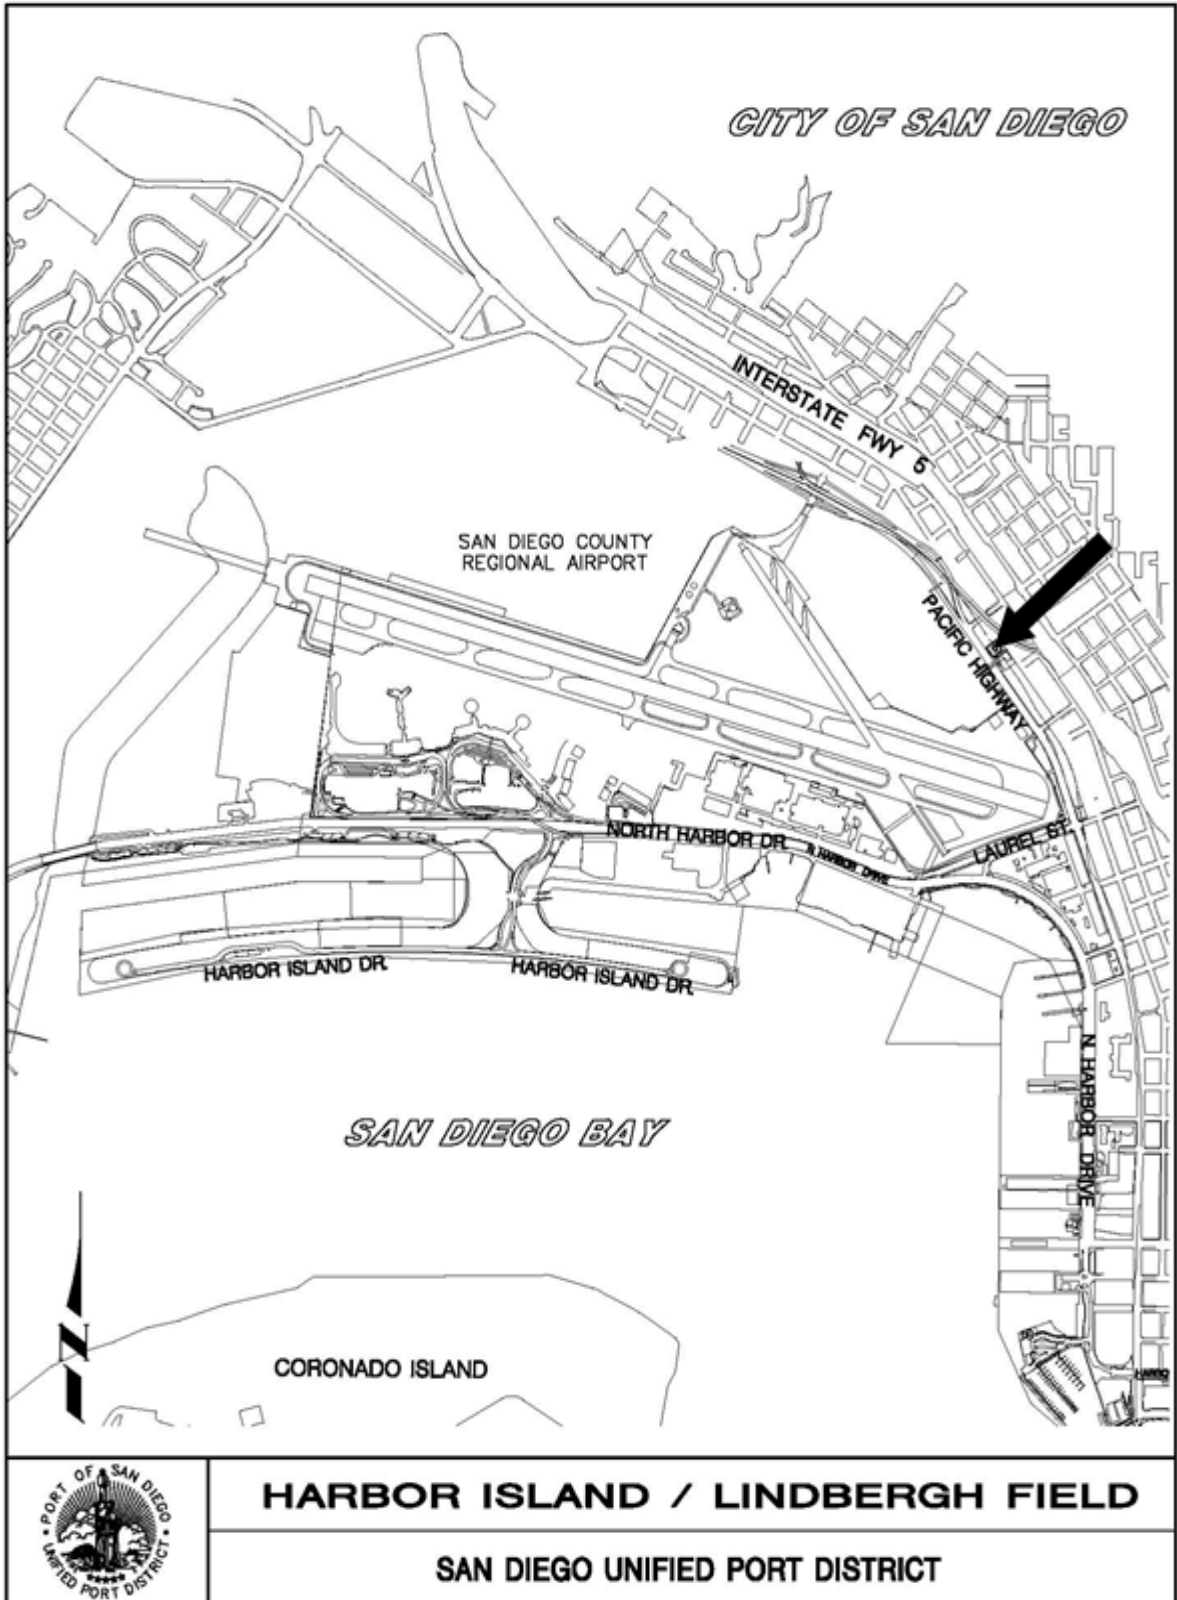 CITY OF SAN DIEGO
INTERSTATE FWY 5
SAN DIEGO COUNTY
REGIONAL AIRPORT
PACIFIC HIGHWAY
NORTH HARBOR DR.
N. HARBOR DRIVE
LAUREL ST.
HARBOR ISLAND DR.
HARBOR ISLAND DR.
N. HARBOR DRIVE
SAN DIEGO BAY
N
CORONADO ISLAND
HARBO
PORT OF SAN DIEGO
UNIFIED PORT DISTRICT
HARBOR ISLAND / LINDBERGH FIELD
SAN DIEGO UNIFIED PORT DISTRICT